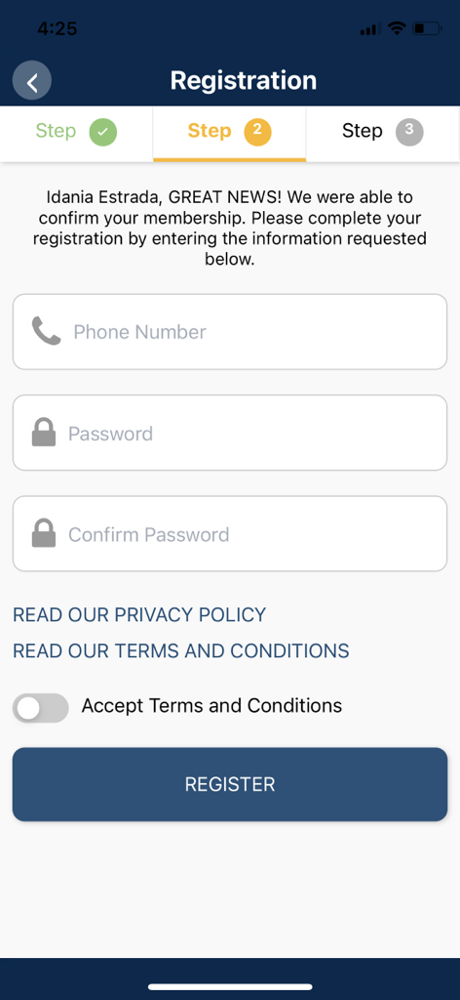 4:25
Registration
Step
Step 2
Step 3
Idania Estrada, GREAT NEWS! We were able to
confirm your membership. Please complete your
registration by entering the information requested
below.
Phone Number
Password
Confirm Password
READ OUR PRIVACY POLICY
READ OUR TERMS AND CONDITIONS
Accept Terms and Conditions
REGISTER